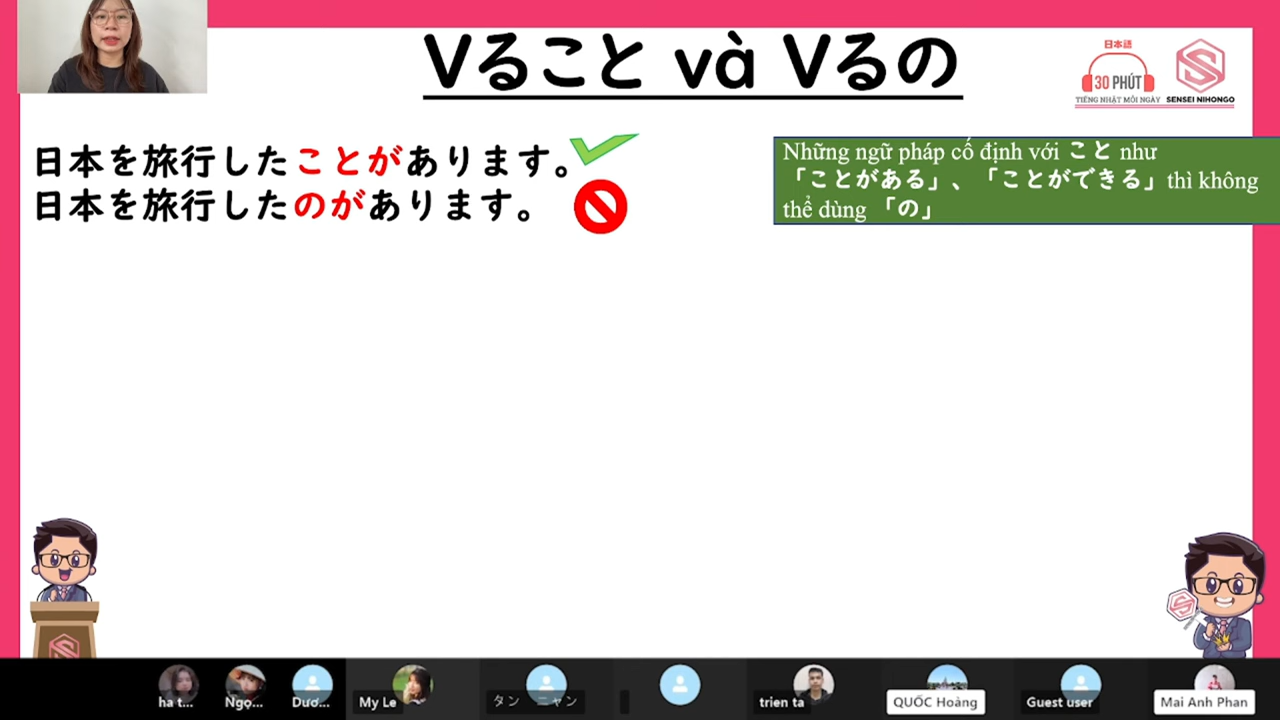 Vることvà Vるの
日本語
30 PHÚT
TIẾNG NHẬT MỖI NGÀY
SENSEI NIHONGO
日本を旅行したことがあります。
日本を旅行したのがあります。
Những ngữ pháp cố định với こと như
「ことがある」、「ことができる」thì không
thể dùng 「の」
ha t...
Ngọ...
Dươ...
My Le
タン ニャン
trien ta
QUỐC Hoàng
Guest user
Mai Anh Phan